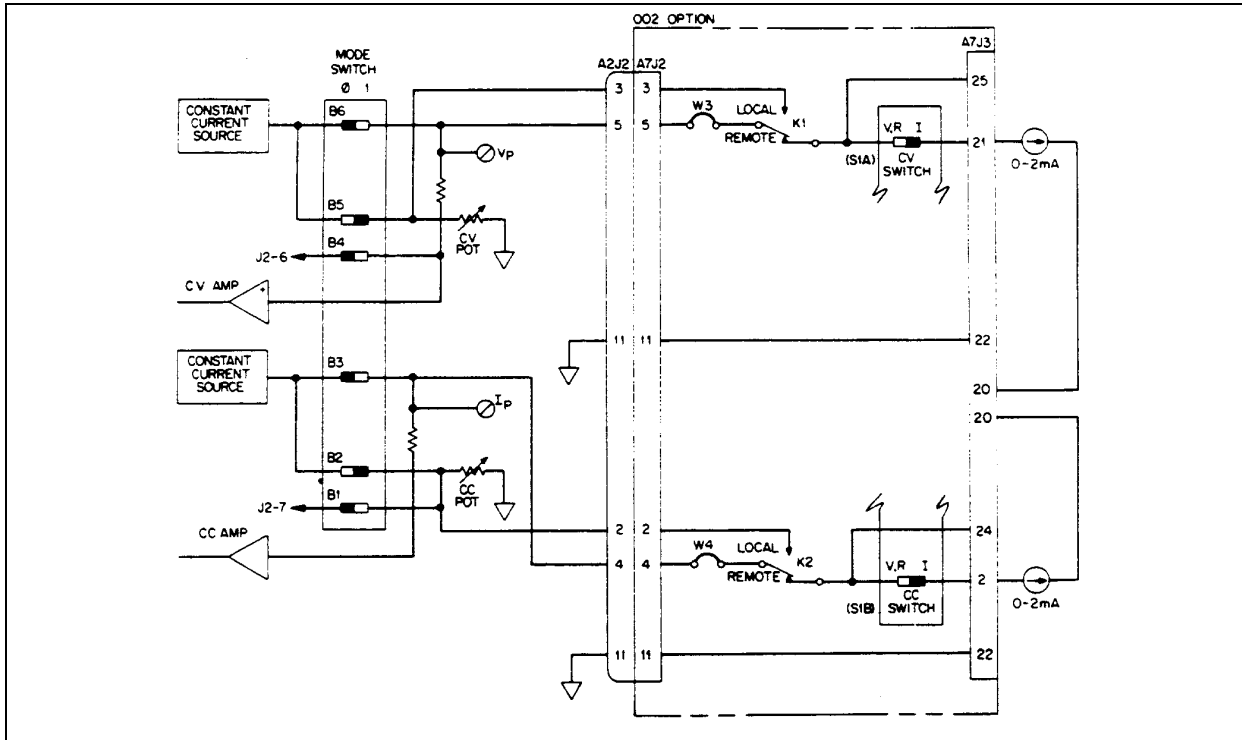 002 OPTION
MODE
SWITCH
Ø 1
A2J2 A7J2
A7J3
CONSTANT
CURRENT
SOURCE
B6
3 3
5 5
W3
LOCAL
REMOTE
K1
25
V,R I
21
(S1A)
CV
SWITCH
0-2mA
VP
B5
CV
POT
B4
J2-6
CV AMP
+
11 11
22
CONSTANT
CURRENT
SOURCE
B3
20
IP
20
B2
CC
POT
B1
J2-7
2 2
24
CC AMP
4 4
W4
LOCAL
REMOTE
K2
V,R I
2
(S1B)
CC
SWITCH
0-2mA
11 11
22